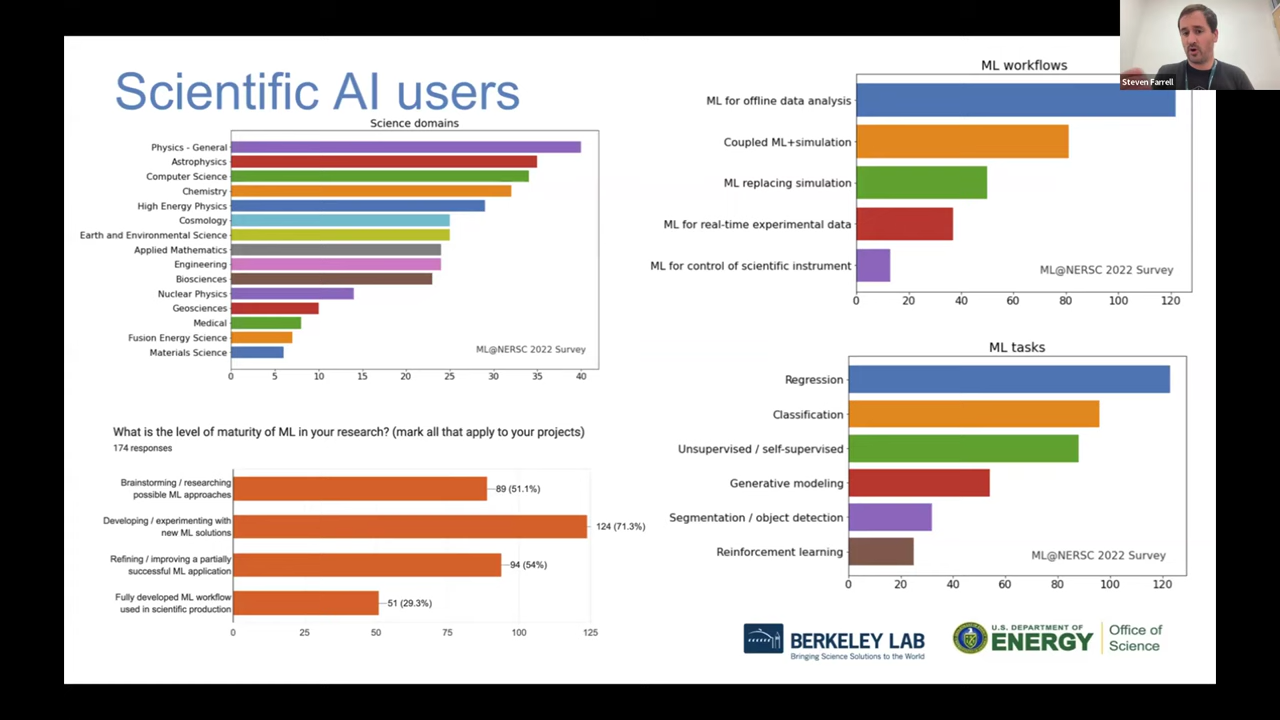 Scientific AI users
Science domains
Physics - General
Astrophysics
Computer Science
Chemistry
High Energy Physics
Cosmology
Earth and Environmental Science
Applied Mathematics
Engineering
Biosciences
Nuclear Physics
Geosciences
Medical
Fusion Energy Science
Materials Science
ML@NERSC 2022 Survey
0 5 10 15 20 25 30 35 40
What is the level of maturity of ML in your research? (mark all that apply to your projects)
174 responses
Brainstorming / researching
possible ML approaches
89 (51.1%)
Developing / experimenting with
new ML solutions
124 (71.3%)
Refining / improving a partially
successful ML application
94 (54%)
Fully developed ML workflow
used in scientific production
51 (29.3%)
0 25 50 75 100 125
ML workflows
ML for offline data analysis
Coupled ML+simulation
ML replacing simulation
ML for real-time experimental data
ML for control of scientific instrument
ML@NERSC 2022 Survey
0 20 40 60 80 100 120
ML tasks
Regression
Classification
Unsupervised / self-supervised
Generative modeling
Segmentation / object detection
Reinforcement learning
ML@NERSC 2022 Survey
0 20 40 60 80 100 120
BERKELEY LAB
Bringing Science Solutions to the World
U.S. DEPARTMENT OF
ENERGY
Office of
Science
Steven Farrell